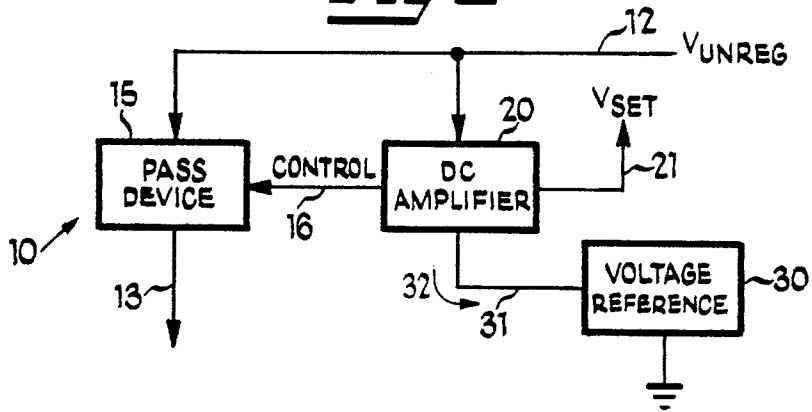 12
VUNREG
15
20
VSET
PASS
DEVICE
CONTROL
16
DC
AMPLIFIER
21
10
13
32
31
VOLTAGE
REFERENCE
30